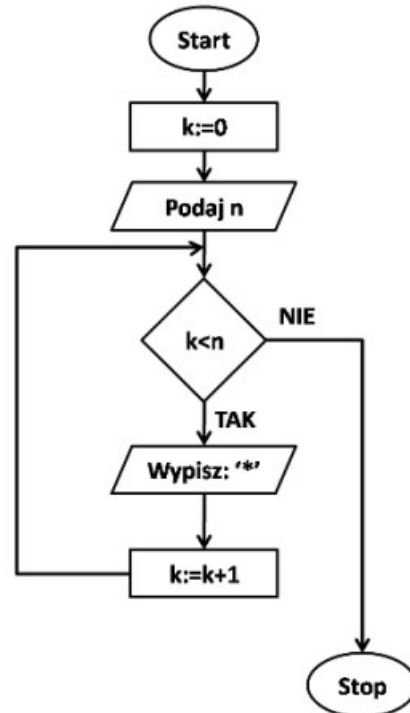 Start
k:=0
Podaj n
k<n
NIE
TAK
Wypisz: '*'
k:=k+1
Stop